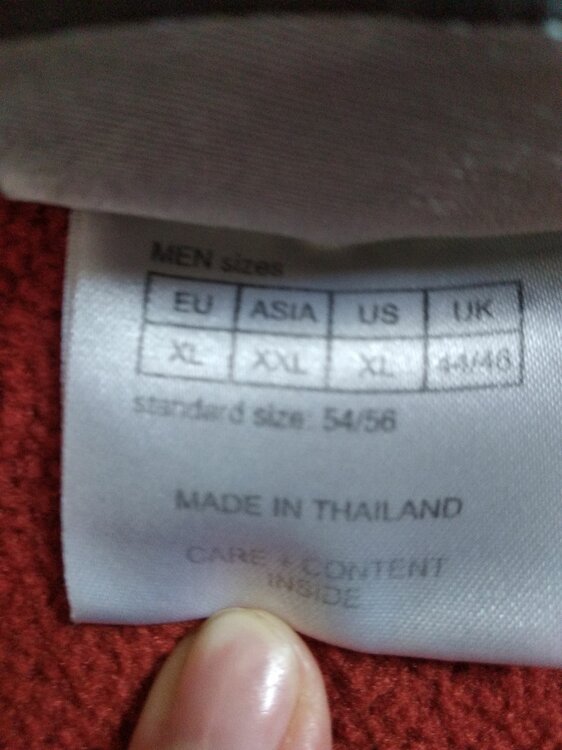 MEN sizes
EU ASIA US UK
XL XXL XL 44/46
standard size: 54/56
MADE IN THAILAND
CARE + CONTENT
INSIDE